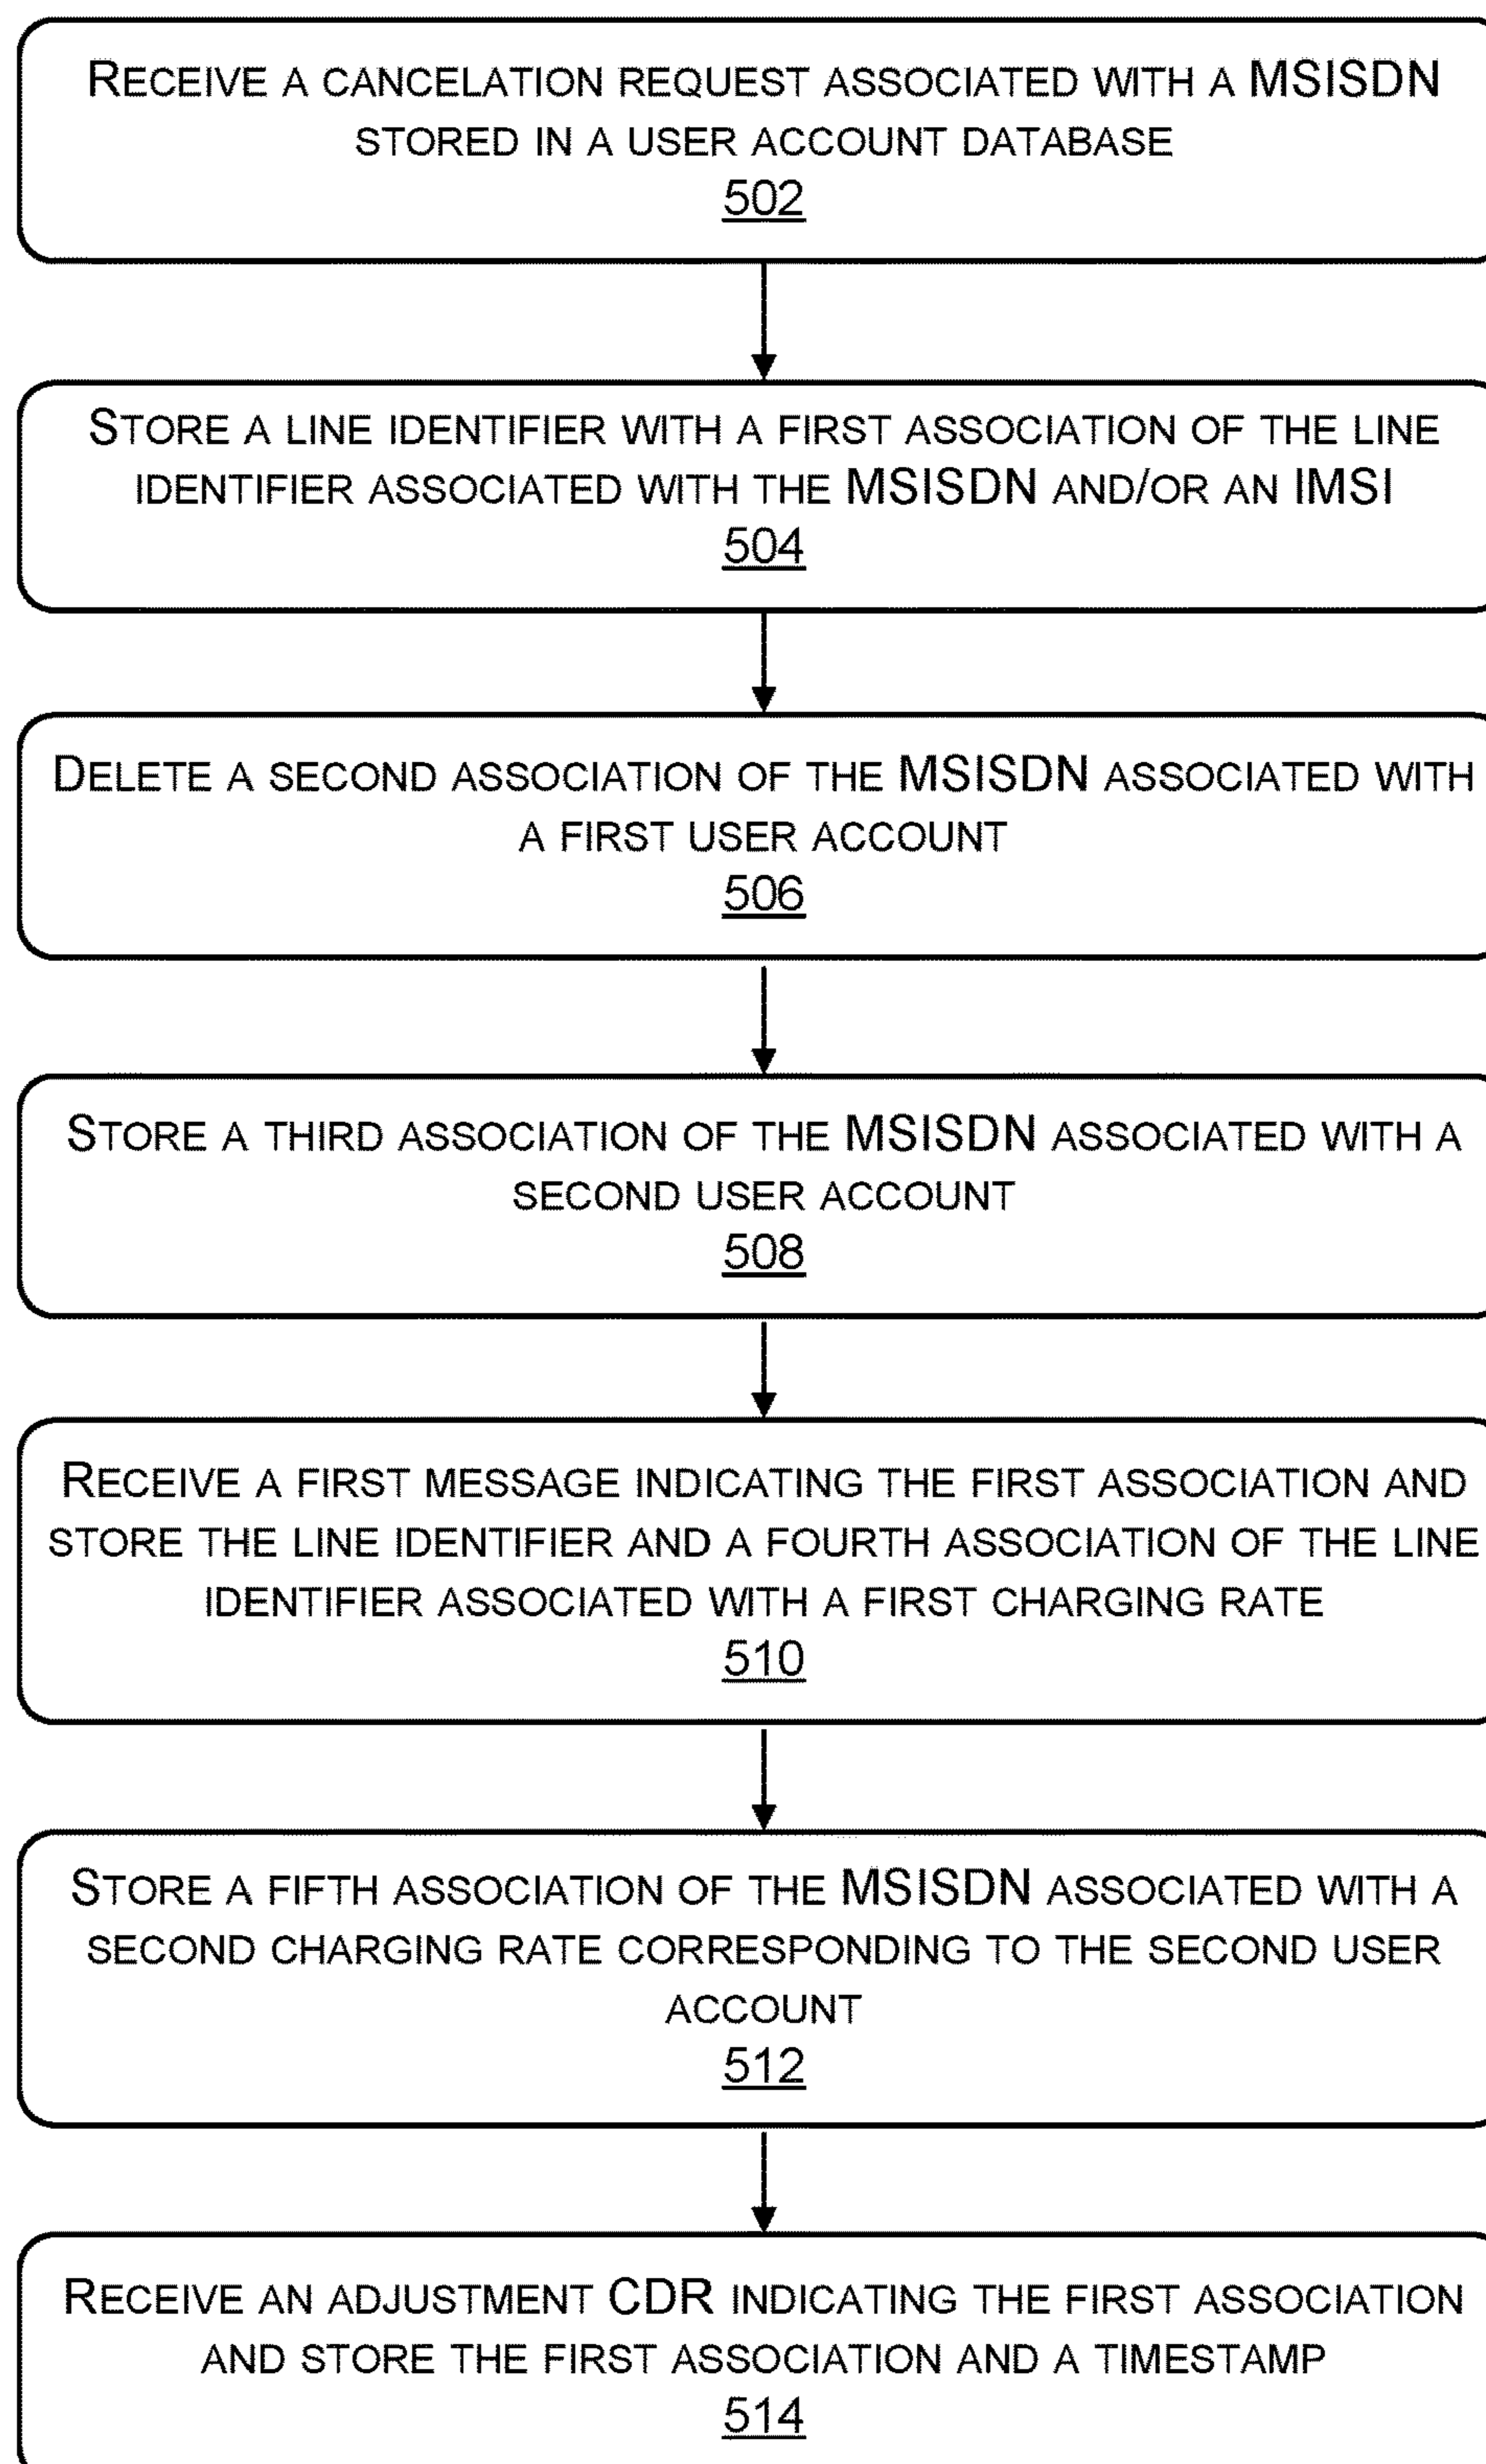 RECEIVE A CANCELATION REQUEST ASSOCIATED WITH A MSISDN
STORED IN A USER ACCOUNT DATABASE
502
STORE A LINE IDENTIFIER WITH A FIRST ASSOCIATION OF THE LINE
IDENTIFIER ASSOCIATED WITH THE MSISDN AND/OR AN IMSI
504
DELETE A SECOND ASSOCIATION OF THE MSISDN ASSOCIATED WITH
A FIRST USER ACCOUNT
506
STORE A THIRD ASSOCIATION OF THE MSISDN ASSOCIATED WITH A
SECOND USER ACCOUNT
508
RECEIVE A FIRST MESSAGE INDICATING THE FIRST ASSOCIATION AND
STORE THE LINE IDENTIFIER AND A FOURTH ASSOCIATION OF THE LINE
IDENTIFIER ASSOCIATED WITH A FIRST CHARGING RATE
510
STORE A FIFTH ASSOCIATION OF THE MSISDN ASSOCIATED WITH A
SECOND CHARGING RATE CORRESPONDING TO THE SECOND USER
ACCOUNT
512
RECEIVE AN ADJUSTMENT CDR INDICATING THE FIRST ASSOCIATION
AND STORE THE FIRST ASSOCIATION AND A TIMESTAMP
514